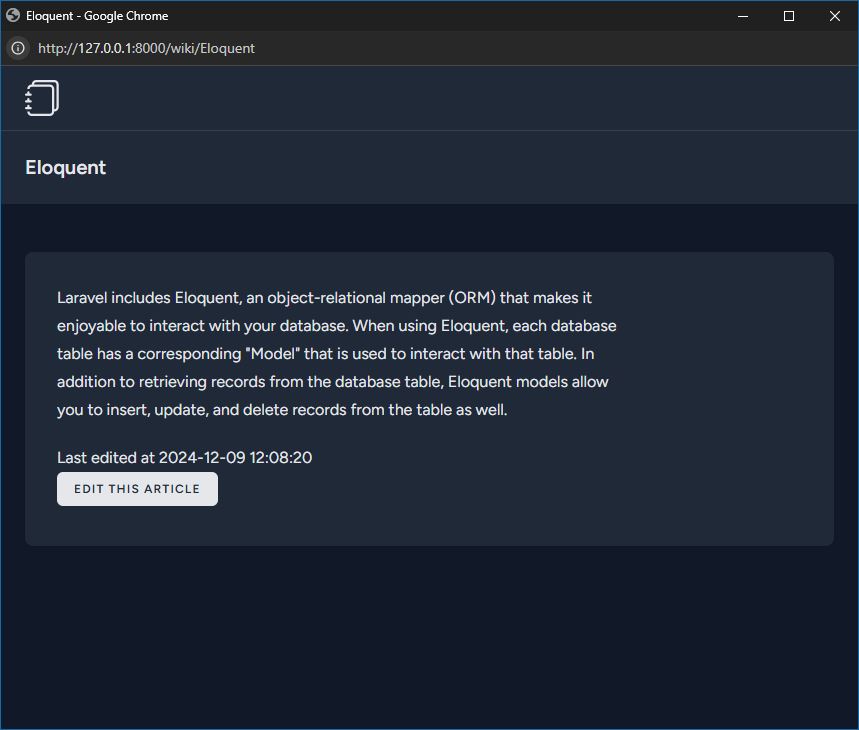 Eloquent - Google Chrome
http://127.0.0.1:8000/wiki/Eloquent
Eloquent
Laravel includes Eloquent, an object-relational mapper (ORM) that makes it
enjoyable to interact with your database. When using Eloquent, each database
table has a corresponding "Model" that is used to interact with that table. In
addition to retrieving records from the database table, Eloquent models allow
you to insert, update, and delete records from the table as well.
Last edited at 2024-12-09 12:08:20
EDIT THIS ARTICLE